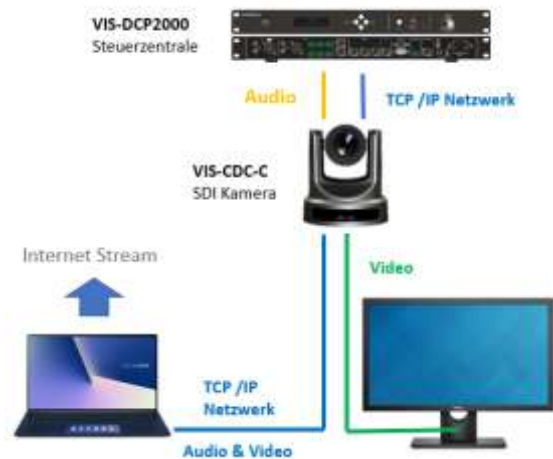 VIS-DCP2000
Steuerzentrale
Audio
TCP /IP Netzwerk
VIS-CDC-C
SDI Kamera
Internet Stream
Video
TCP /IP
Netzwerk
Audio & Video